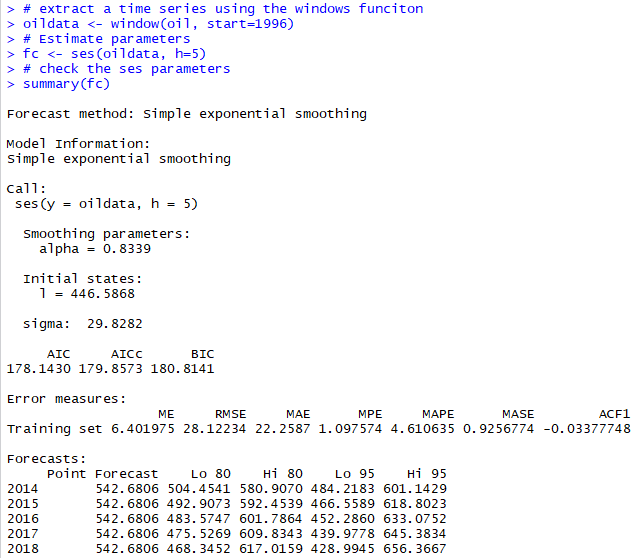 > # extract a time series using the windows funciton
> oildata <- window(oil, start=1996)
> # Estimate parameters
> fc <- ses(oildata, h=5)
> # check the ses parameters
> summary(fc)
Forecast method: Simple exponential smoothing
Model Information:
Simple exponential smoothing
Call:
ses(y = oildata, h = 5)
Smoothing parameters:
alpha = 0.8339
Initial states:
l = 446.5868
sigma: 29.8282
AIC AICc BIC
178.1430 179.8573 180.8141
Error measures:
ME RMSE MAE MPE MAPE MASE ACF1
Training set 6.401975 28.12234 22.2587 1.097574 4.610635 0.9256774 -0.03377748
Forecasts:
Point Forecast Lo 80 Hi 80 Lo 95 Hi 95
2014 542.6806 504.4541 580.9070 484.2183 601.1429
2015 542.6806 492.9073 592.4539 466.5589 618.8023
2016 542.6806 483.5747 601.7864 452.2860 633.0752
2017 542.6806 475.5269 609.8343 439.9778 645.3834
2018 542.6806 468.3452 617.0159 428.9945 656.3667